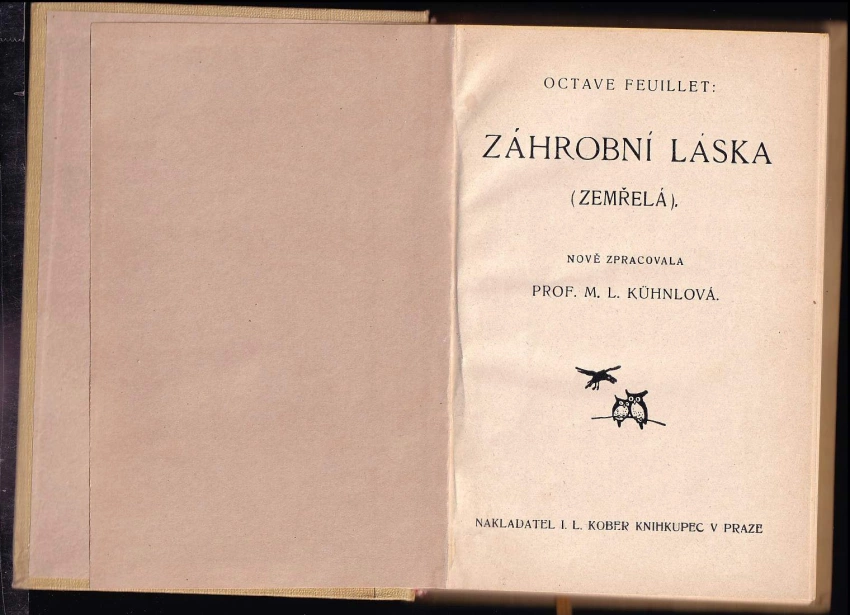 OCTAVE FEUILLET:
ZÁHROBNÍ LÁSKA
(ZEMŘELÁ).
NOVĚ ZPRACOVALA
PROF. M. L. KÜHNLOVÁ.
NAKLADATEL I. L. KOBER KNIHKUPEC V PRAZE